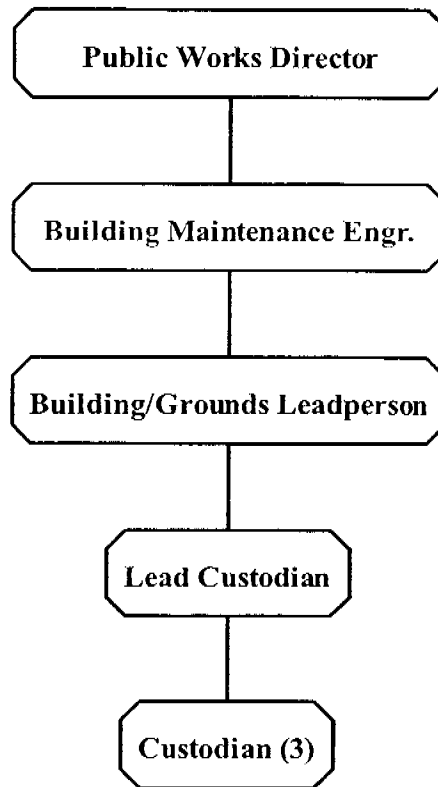 Public Works Director
Building Maintenance Engr.
Building/Grounds Leadperson
Lead Custodian
Custodian (3)